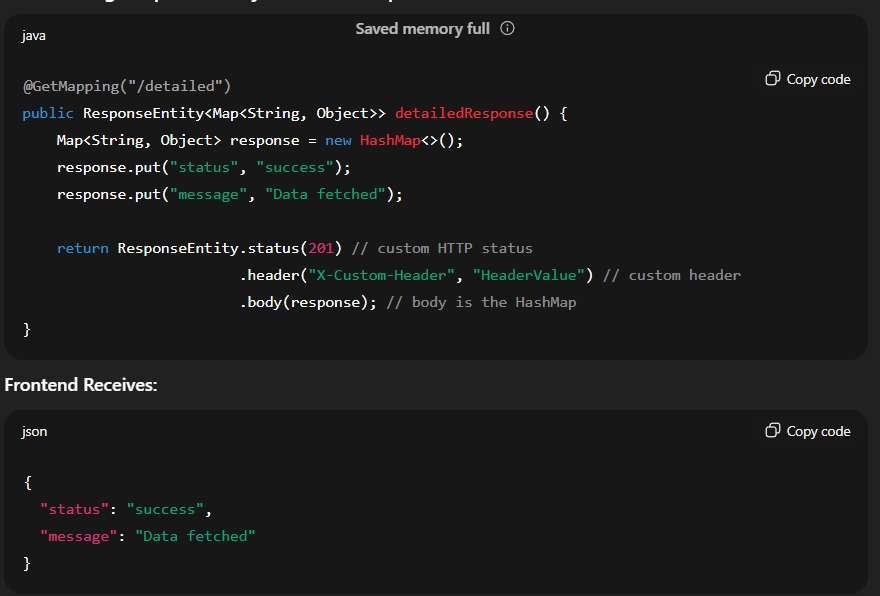 java
Saved memory full
Copy code
@GetMapping("/detailed")
public ResponseEntity<Map<String, Object>> detailedResponse() {
    Map<String, Object> response = new HashMap<>();
    response.put("status", "success");
    response.put("message", "Data fetched");
    return ResponseEntity.status(201) // custom HTTP status
                         .header("X-Custom-Header", "HeaderValue") // custom header
                         .body(response); // body is the HashMap
}
Frontend Receives:
json
Copy code
{
  "status": "success",
  "message": "Data fetched"
}